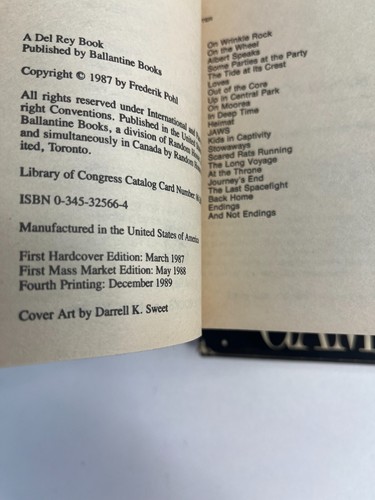 A Del Rey Book
Published by Ballantine Books
Copyright © 1987 by Frederik Pohl
All rights reserved under International and
right Conventions. Published in the United
Ballantine Books, a division of Random
and simultaneously in Canada by Random
ited, Toronto.
Library of Congress Catalog Card Number
ISBN 0-345-32566-4
Manufactured in the United States of America
First Hardcover Edition: March 1987
First Mass Market Edition: May 1988
Fourth Printing: December 1989
Cover Art by Darrell K. Sweet
On Wrinkle Rock
On the Wheel
Albert Speaks
Some Parties at the Party
The Tide at Its Crest
Loves
Out of the Core
Up in Central Park
On Moorea
In Deep Time
Heimat
JAWS
Kids in Captivity
Stowaways
Scared Rats Running
The Long Voyage
At the Throne
Journey's End
The Last Spacefight
Back Home
Endings
And Not Endings